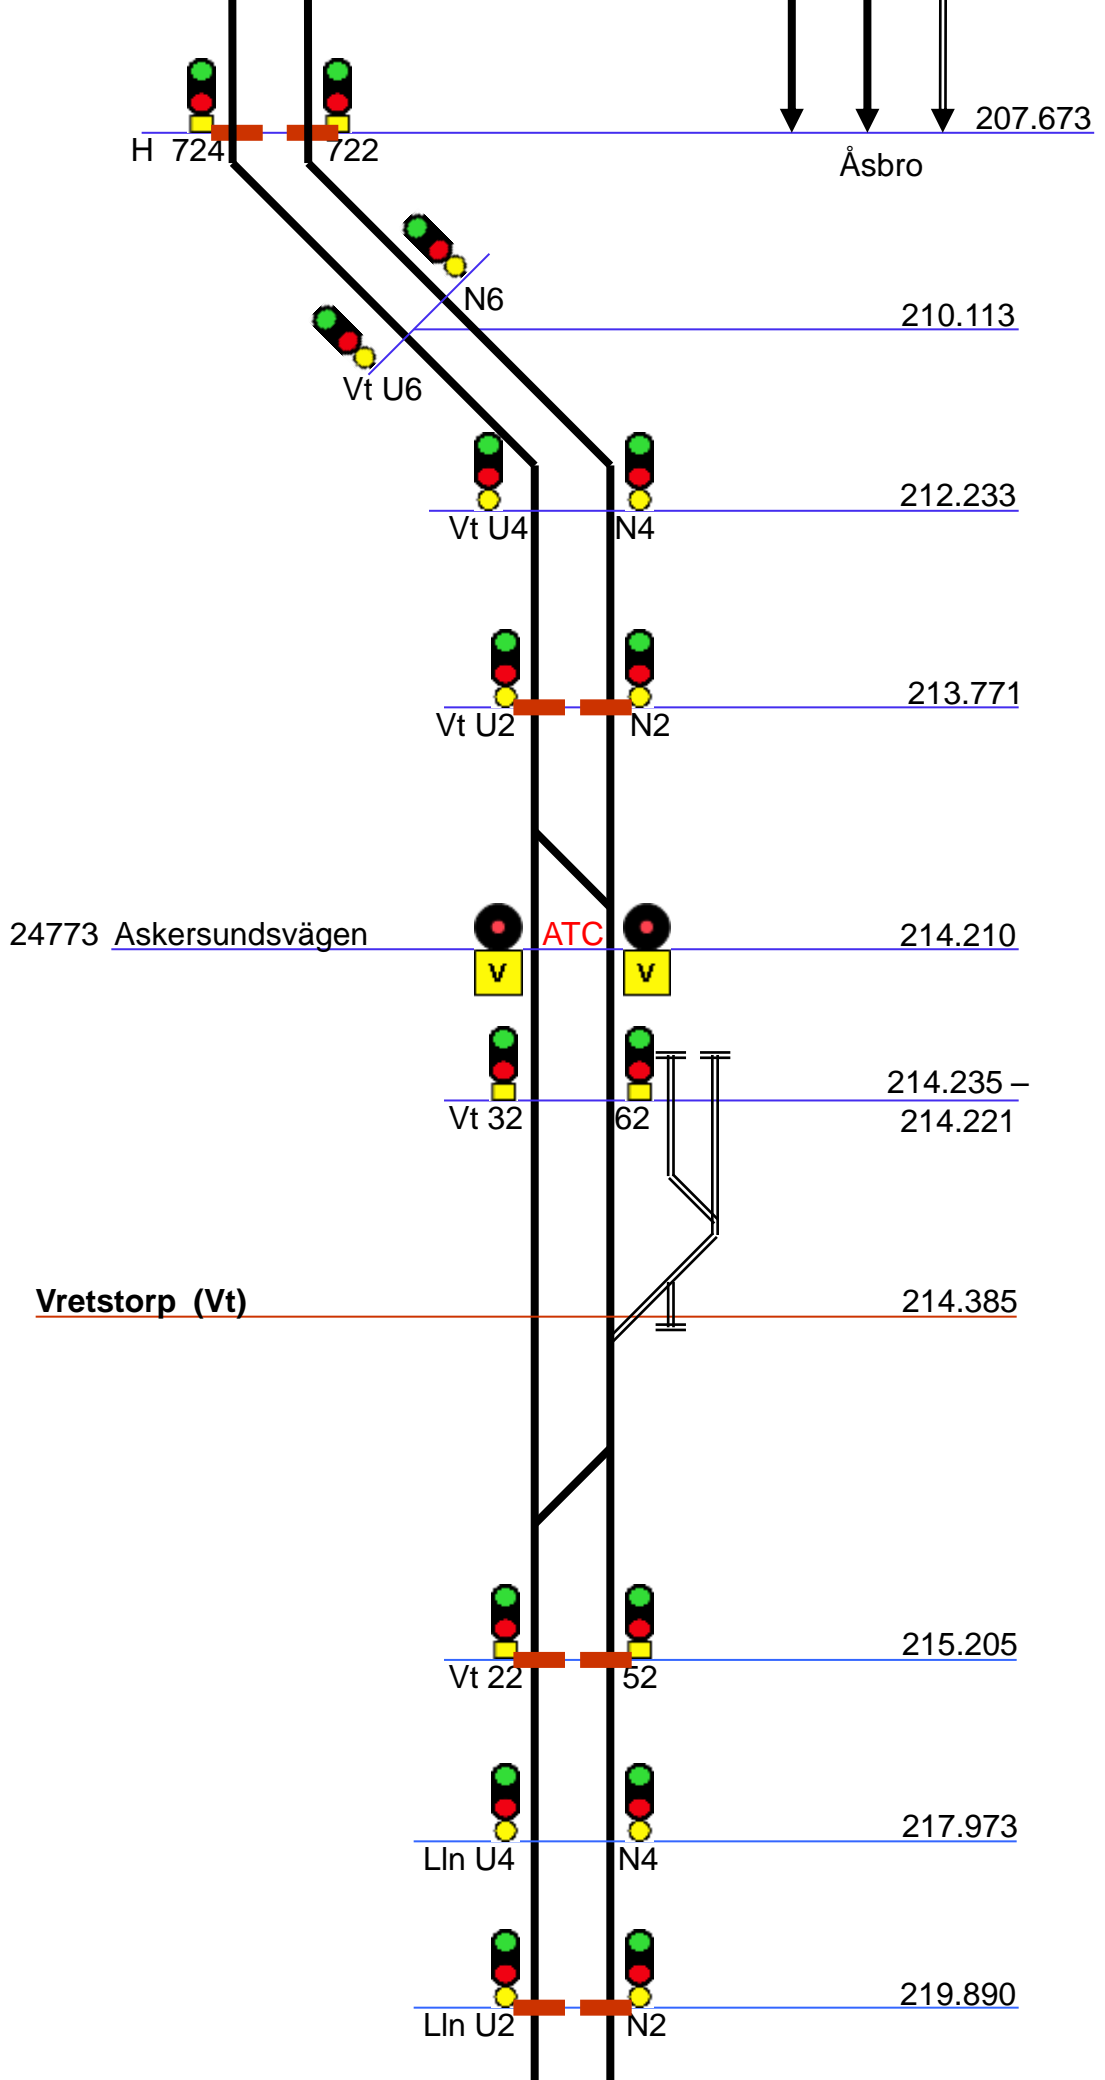 207.673
H 724 722
Åsbro
N6
210.113
Vt U6
212.233
Vt U4 N4
213.771
Vt U2 N2
24773 Askersundsvägen ATC 214.210
V V
214.235 –
Vt 32 62 214.221
Vretstorp (Vt) 214.385
215.205
Vt 22 52
217.973
Lln U4 N4
219.890
Lln U2 N2